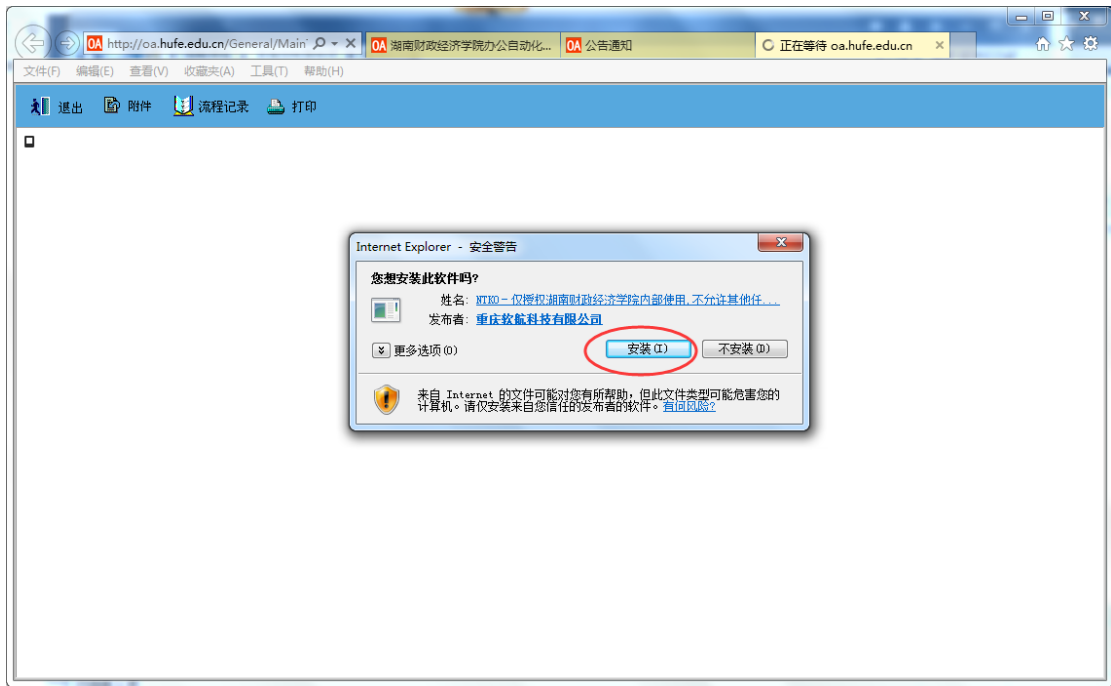 http://oa.hufe.edu.cn/General/Main
湖南财政经济学院办公自动化...
公告通知
正在等待 oa.hufe.edu.cn
文件(F) 编辑(E) 查看(V) 收藏夹(A) 工具(T) 帮助(H)
退出 附件 流程记录 打印
Internet Explorer - 安全警告
您想安装此软件吗?
姓名: NTKO-仅授权湖南财政经济学院内部使用,不允许其他任...
发布者: 重庆软航科技有限公司
更多选项(O) 安装(I) 不安装(D)
来自 Internet 的文件可能对您有所帮助，但此文件类型可能危害您的
计算机。请仅安装来自您信任的发布者的软件。有何风险?